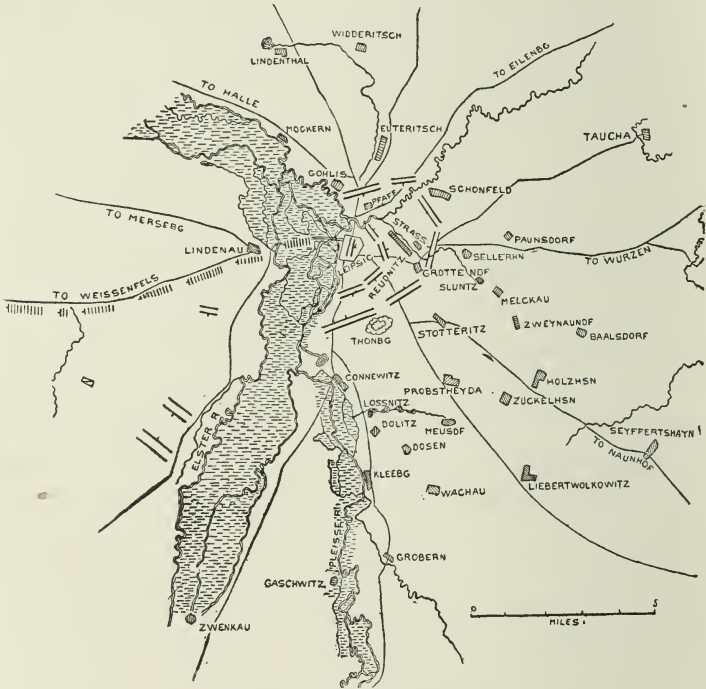 WIDDERITSCH
LINDENTHAL
TO EILENBG
TO HALLE
MOCKERN
EUTERITSCH
TAUCHA
GOHLIS
PFAFF
SCHONFELD
TO MERSEBG
STRASS
LINDENAU
PAUNSDORF
LEIPSIC
REUDNITZ
SELLERHN
TO WURZEN
GROTTENDF
SLUNTZ
MELCKAU
TO WEISSENFELS
THONBG
STOTTERITZ
ZWEYNAUNDF
BAALSDORF
CONNEWITZ
PROBSTHEYDA
HOLZHSN
ZUCKELHSN
LOSSNITZ
DOLITZ
MEUSDF
SEYFFERTSHAYN
DOSEN
TO NAUNHOF
ELSTER R
KLEEBG
WACHAU
LIEBERTWOLKOWITZ
PLEISSE R
GROBERN
GASCHWITZ
0 5
MILES
ZWENKAU